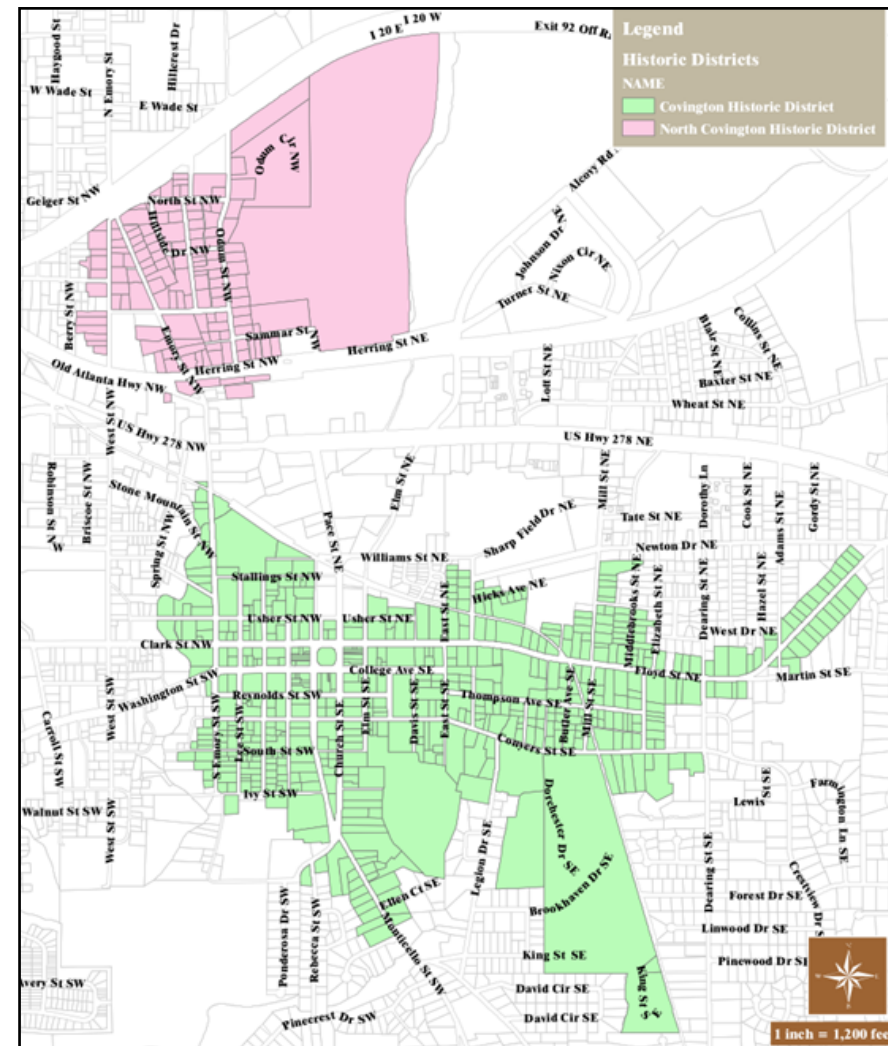 I 20 W
I 20 E
Exit 92 Off R
Legend
Historic Districts
NAME
Covington Historic District
North Covington Historic District
Haygood St
Hillcrest Dr
N Emory St
W Wade St
E Wade St
Odum Cir NW
Alcovy Rd
Geiger St NW
North St NW
Hillside Dr NW
Odum St NW
Johnson Dr NE
Nixon Cir NE
Turner St NE
Berry St NW
Emory St NW
Sammar St NW
Herring St NE
Herring St NW
Old Atlanta Hwy NW
Lott St NE
Blair St NE
Collins St NE
Baxter St NE
Wheat St NE
West St NW
US Hwy 278 NW
US Hwy 278 NE
Robinson St NW
Briscoe St NW
Stone Mountain St NW
Spring St NW
Pace St NE
Elm St NE
Sharp Field Dr NE
Mill St NE
Tate St NE
Dorothy Ln
Cook St NE
Adams St NE
Gordy St NE
Williams St NE
Newton Dr NE
Stallings St NW
Hicks Ave NE
East St NE
Middlebrooks St NE
Elizabeth St NE
Dearing St NE
Hazel St NE
Usher St NW
Usher St NE
West Dr NE
Clark St NW
College Ave SE
Floyd St NE
Martin St SE
Washington St SW
Reynolds St SW
Thompson Ave SE
West St SW
Carroll St SW
N Emory St SW
Lee St SW
Church St SE
Elm St SE
Davis St SE
East St SE
Butler Ave SE
Mill St SE
South St SW
Conyers St SE
Ivy St SW
Walnut St SW
West St SW
Lewis St SE
Farmington Ln SE
Dorchester Dr SE
Legion Dr SE
Dearing St SE
Crestview Dr S
Ellen Ct SE
Brookhaven Dr SE
Forest Dr SE
Linwood Dr SE
Ponderosa Dr SW
Rebecca St SW
Monticello St SW
King St SE
Pinewood Dr SE
Avery St SW
David Cir SE
King St S
David Cir SE
Pinecrest Dr SW
1 inch = 1,200 fee